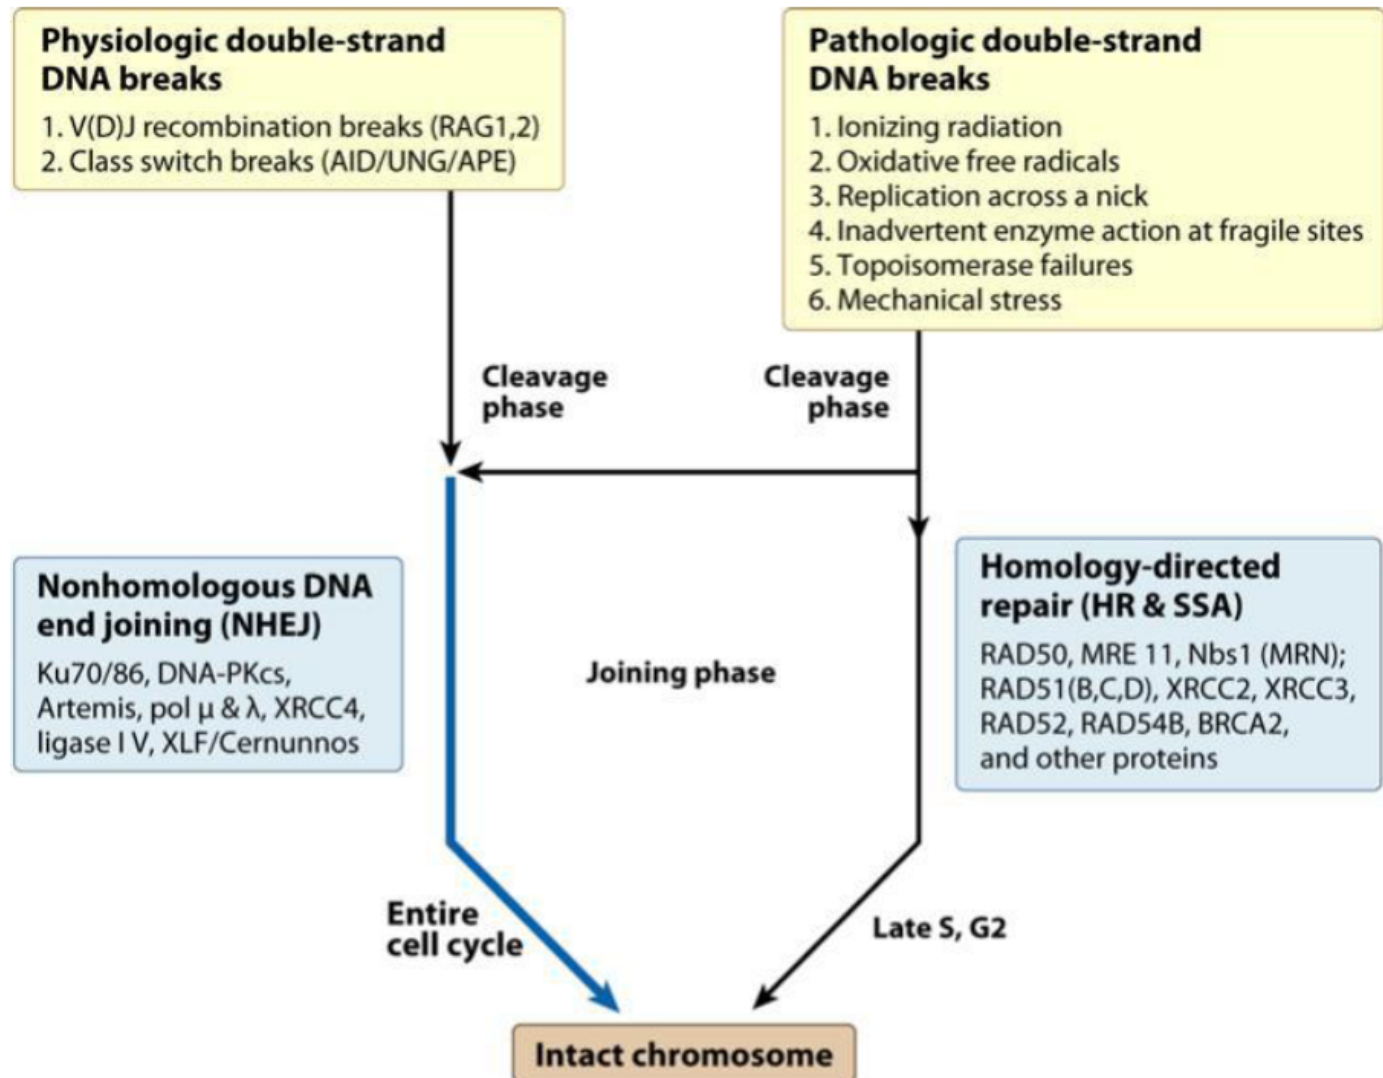 Physiologic double-strand
DNA breaks
1. V(D)J recombination breaks (RAG1,2)
2. Class switch breaks (AID/UNG/APE)
Pathologic double-strand
DNA breaks
1. Ionizing radiation
2. Oxidative free radicals
3. Replication across a nick
4. Inadvertent enzyme action at fragile sites
5. Topoisomerase failures
6. Mechanical stress
Cleavage
phase
Cleavage
phase
Nonhomologous DNA
end joining (NHEJ)
Ku70/86, DNA-PKcs,
Artemis, pol μ & λ, XRCC4,
ligase I V, XLF/Cernunnos
Joining phase
Homology-directed
repair (HR & SSA)
RAD50, MRE 11, Nbs1 (MRN);
RAD51(B,C,D), XRCC2, XRCC3,
RAD52, RAD54B, BRCA2,
and other proteins
Entire
cell cycle
Late S, G2
Intact chromosome